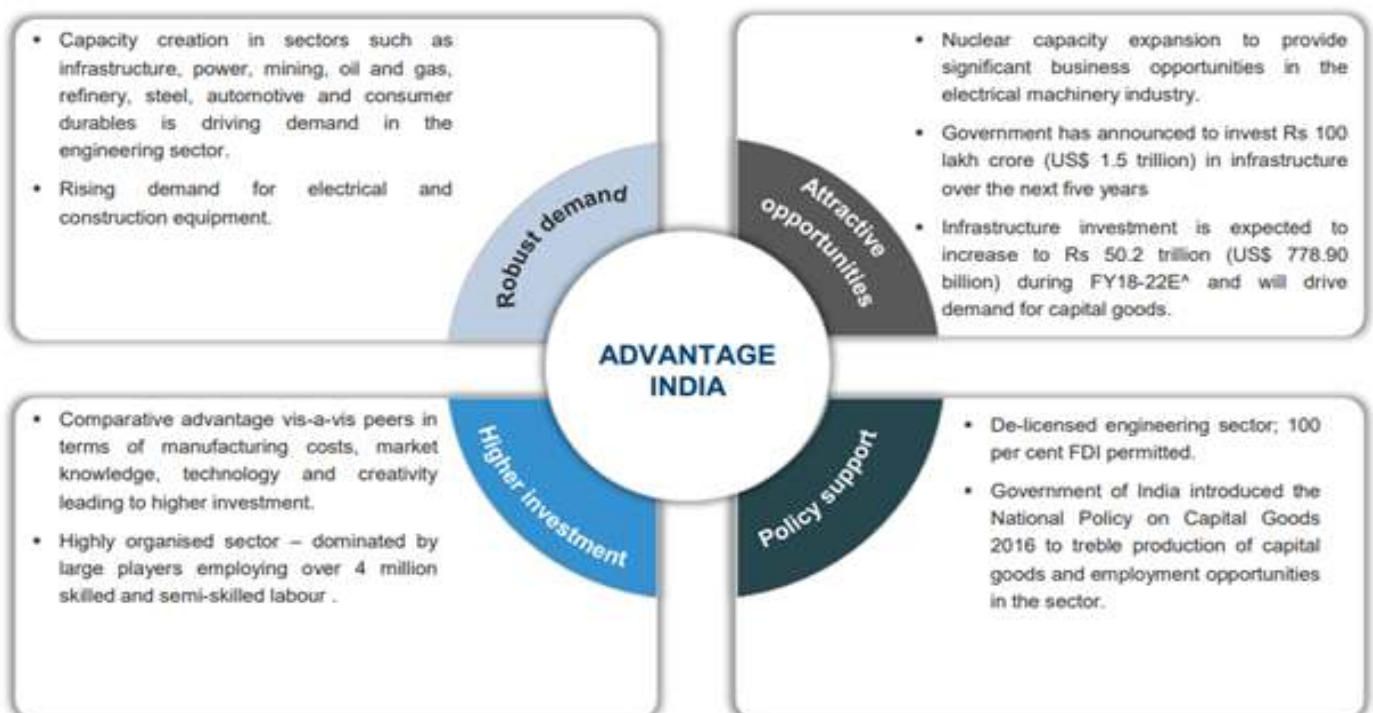 • Capacity creation in sectors such as
infrastructure, power, mining, oil and gas,
refinery, steel, automotive and consumer
durables is driving demand in the
engineering sector.
• Rising demand for electrical and
construction equipment.
Robust demand
• Nuclear capacity expansion to provide
significant business opportunities in the
electrical machinery industry.
• Government has announced to invest Rs 100
lakh crore (US$ 1.5 trillion) in infrastructure
over the next five years
• Infrastructure investment is expected to
increase to Rs 50.2 trillion (US$ 778.90
billion) during FY18-22E^ and will drive
demand for capital goods.
Attractive
opportunities
ADVANTAGE
INDIA
• Comparative advantage vis-a-vis peers in
terms of manufacturing costs, market
knowledge, technology and creativity
leading to higher investment.
• Highly organised sector – dominated by
large players employing over 4 million
skilled and semi-skilled labour .
Higher investment
• De-licensed engineering sector; 100
per cent FDI permitted.
• Government of India introduced the
National Policy on Capital Goods
2016 to treble production of capital
goods and employment opportunities
in the sector.
Policy support